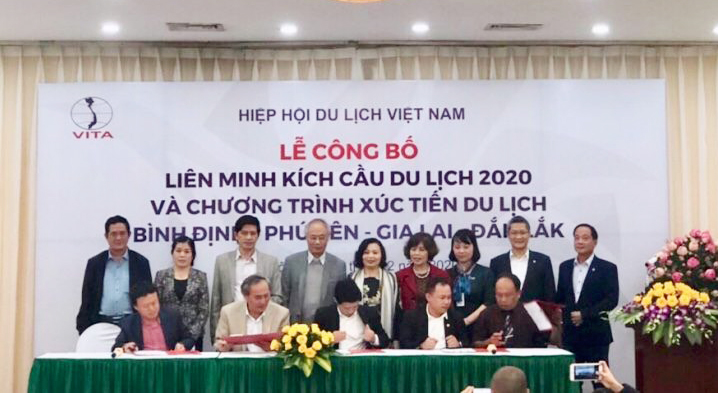 VITA
HIỆP HỘI DU LỊCH VIỆT NAM
LỄ CÔNG BỐ
LIÊN MINH KÍCH CẦU DU LỊCH 2020
VÀ CHƯƠNG TRÌNH XÚC TIẾN DU LỊCH
BÌNH ĐỊNH - PHÚ YÊN - GIA LAI - ĐẮK LẮK